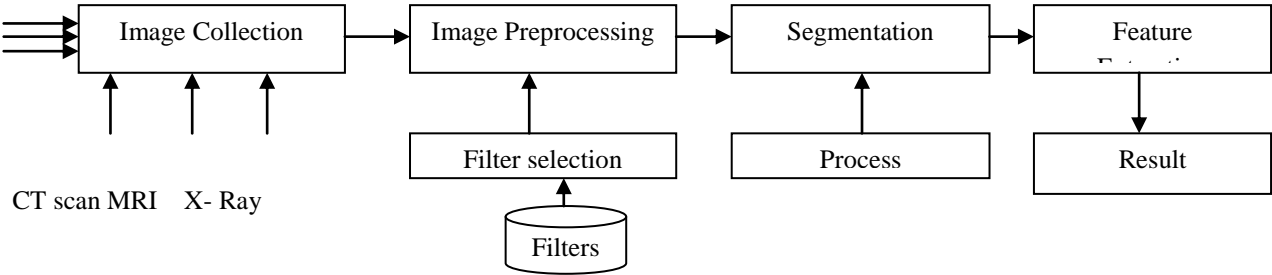 Image Collection
Image Preprocessing
Segmentation
Feature
Filter selection
Process
Result
CT scan MRI X- Ray
Filters